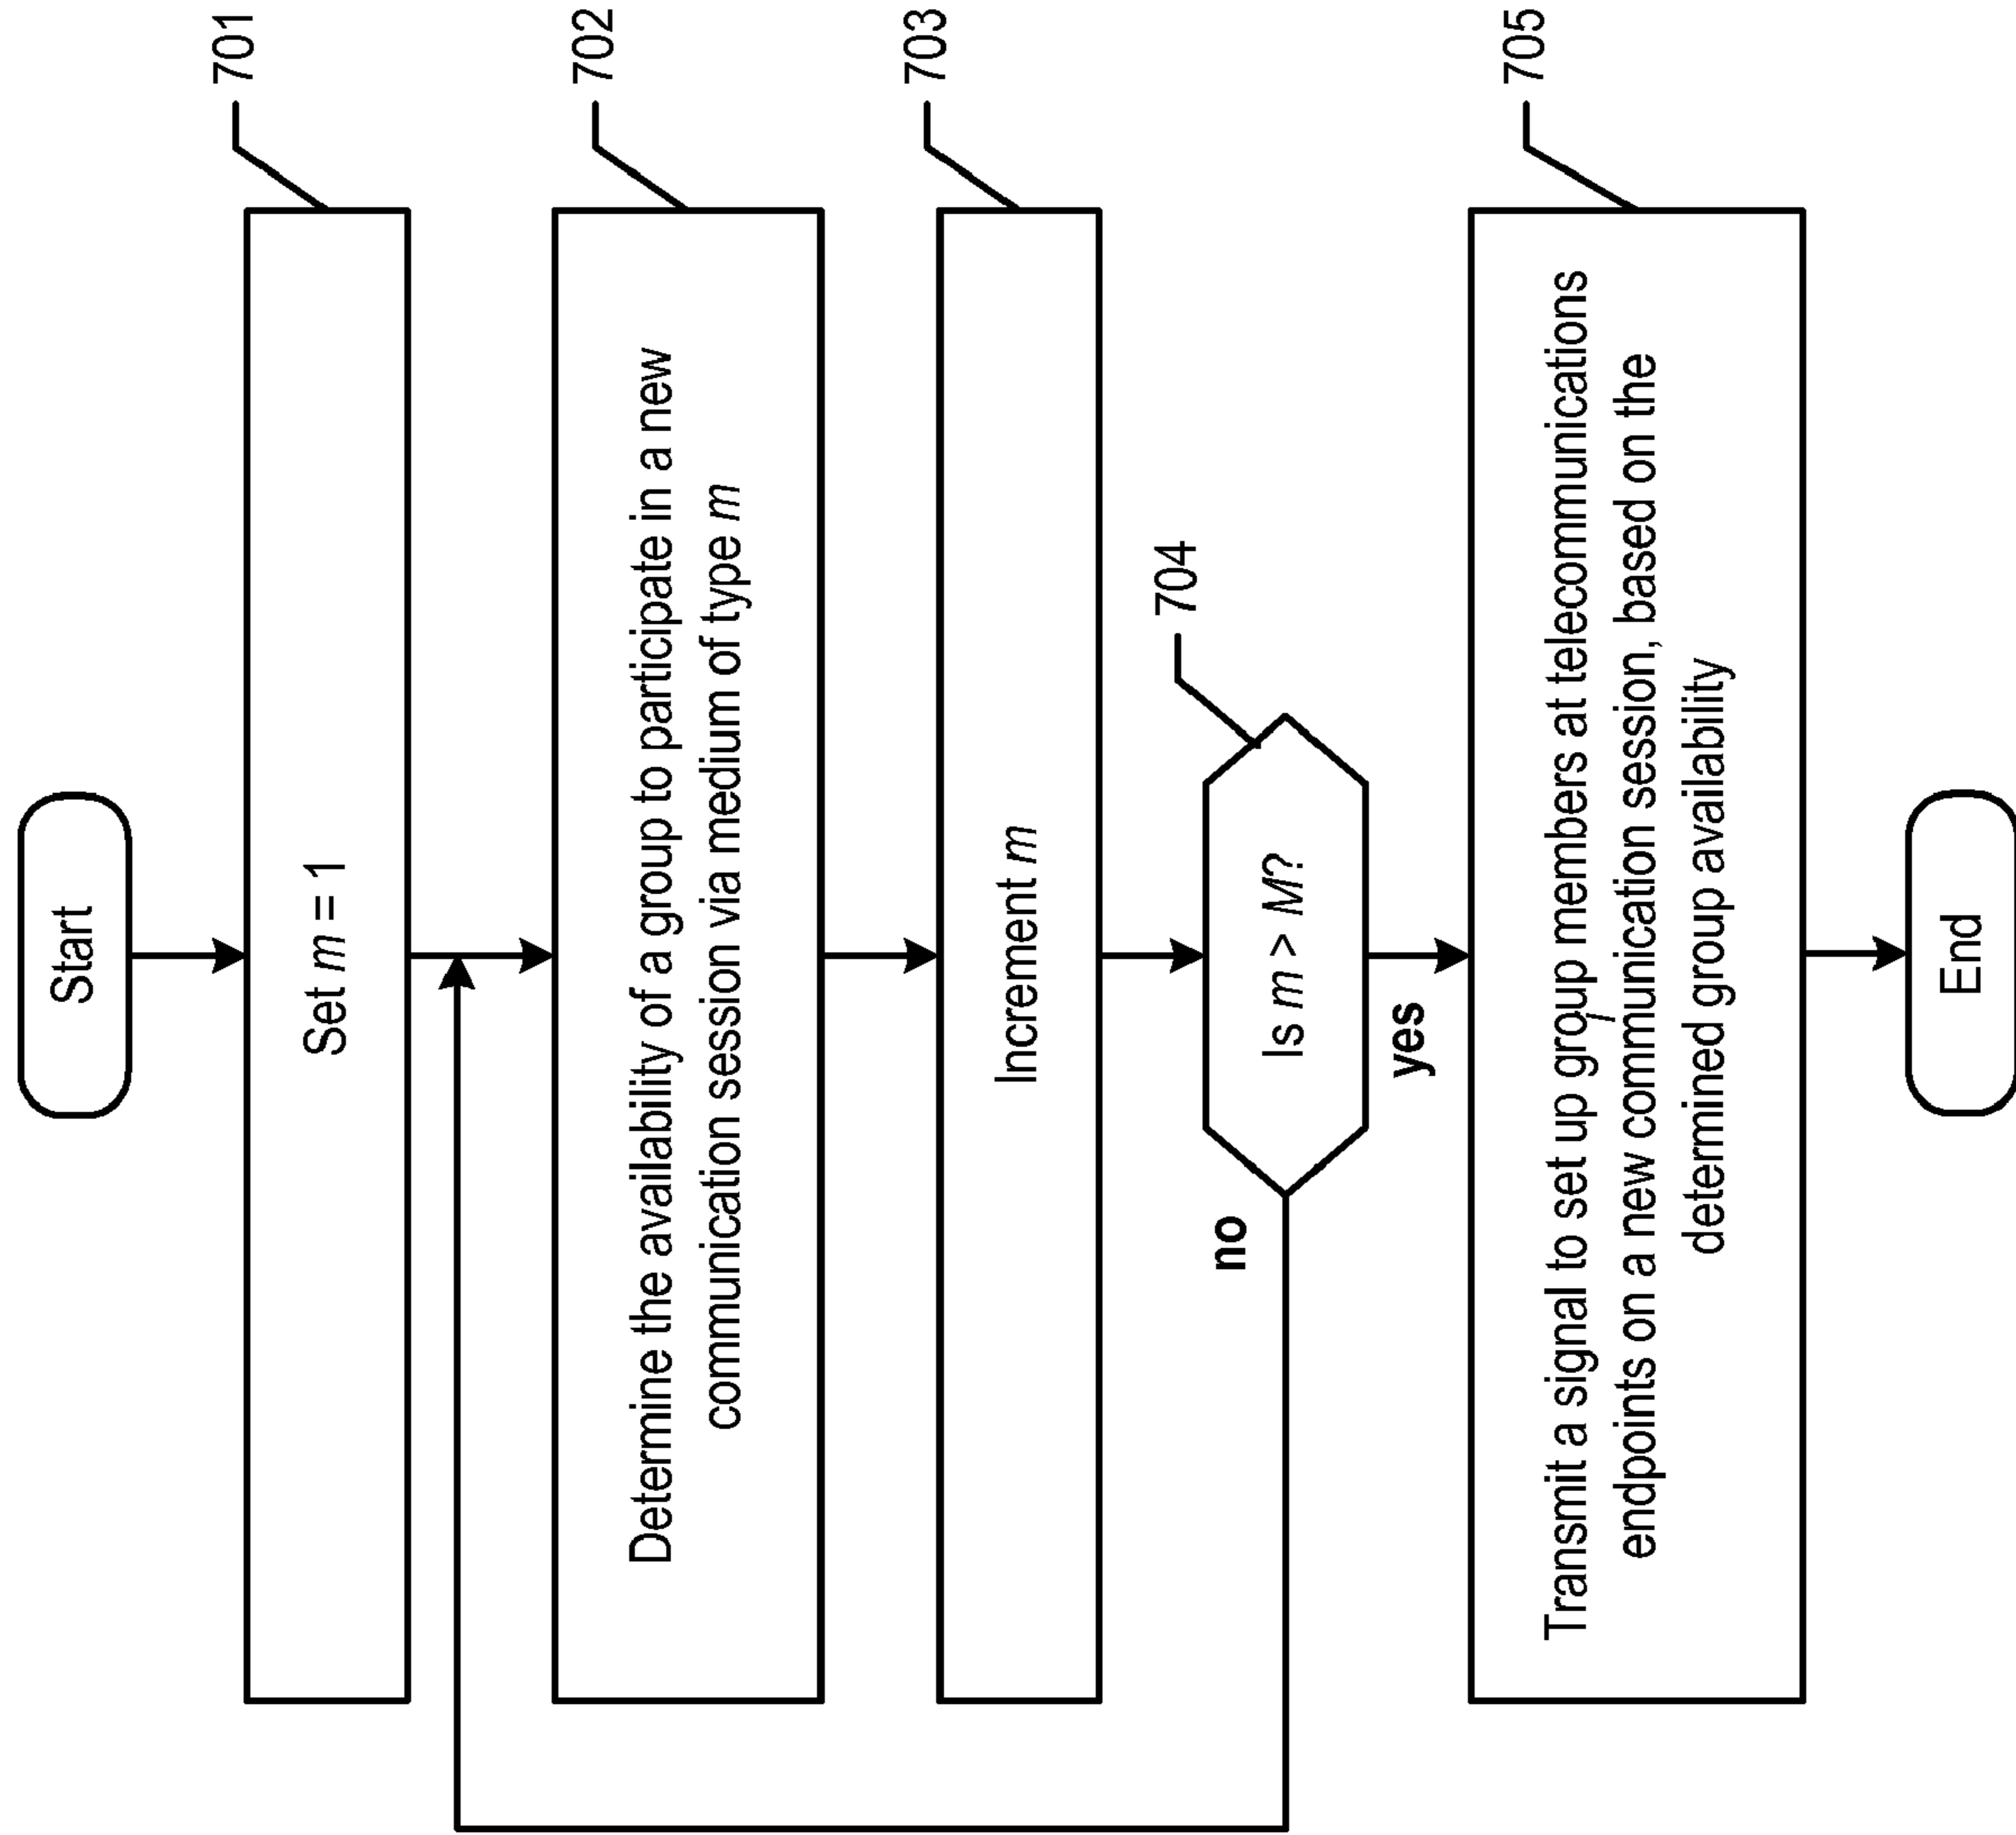 Start
701
Set m = 1
702
Determine the availability of a group to participate in a new
communication session via medium of type m
703
Increment m
704
Is m > M?
no
yes
705
Transmit a signal to set up group members at telecommunications
endpoints on a new communication session, based on the
determined group availability
End